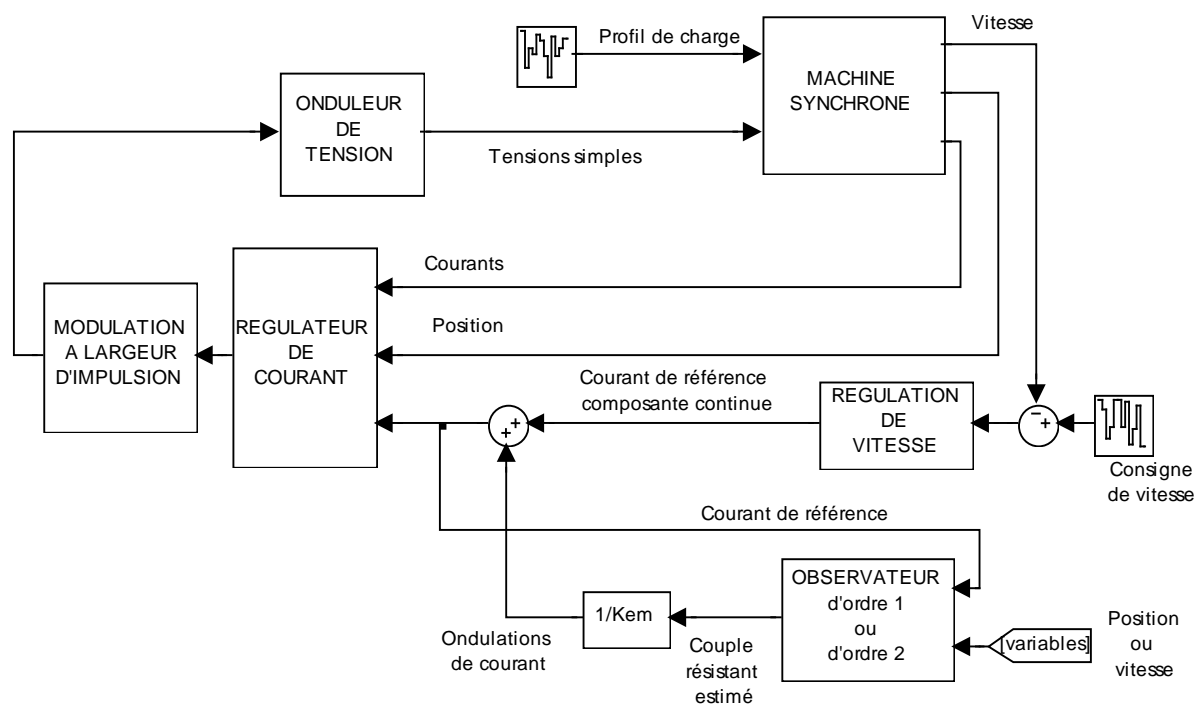 Vitesse
Profil de charge
MACHINE
SYNCHRONE
ONDULEUR
DE
TENSION
Tensions simples
Courants
Position
MODULATION
A LARGEUR
D'IMPULSION
REGULATEUR
DE
COURANT
Courant de référence
composante continue
REGULATION
DE
VITESSE
Consigne
de vitesse
Courant de référence
OBSERVATEUR
d'ordre 1
ou
d'ordre 2
1/Kem
Ondulations
de courant
Couple
résistant
estimé
[variables]
Position
ou
vitesse